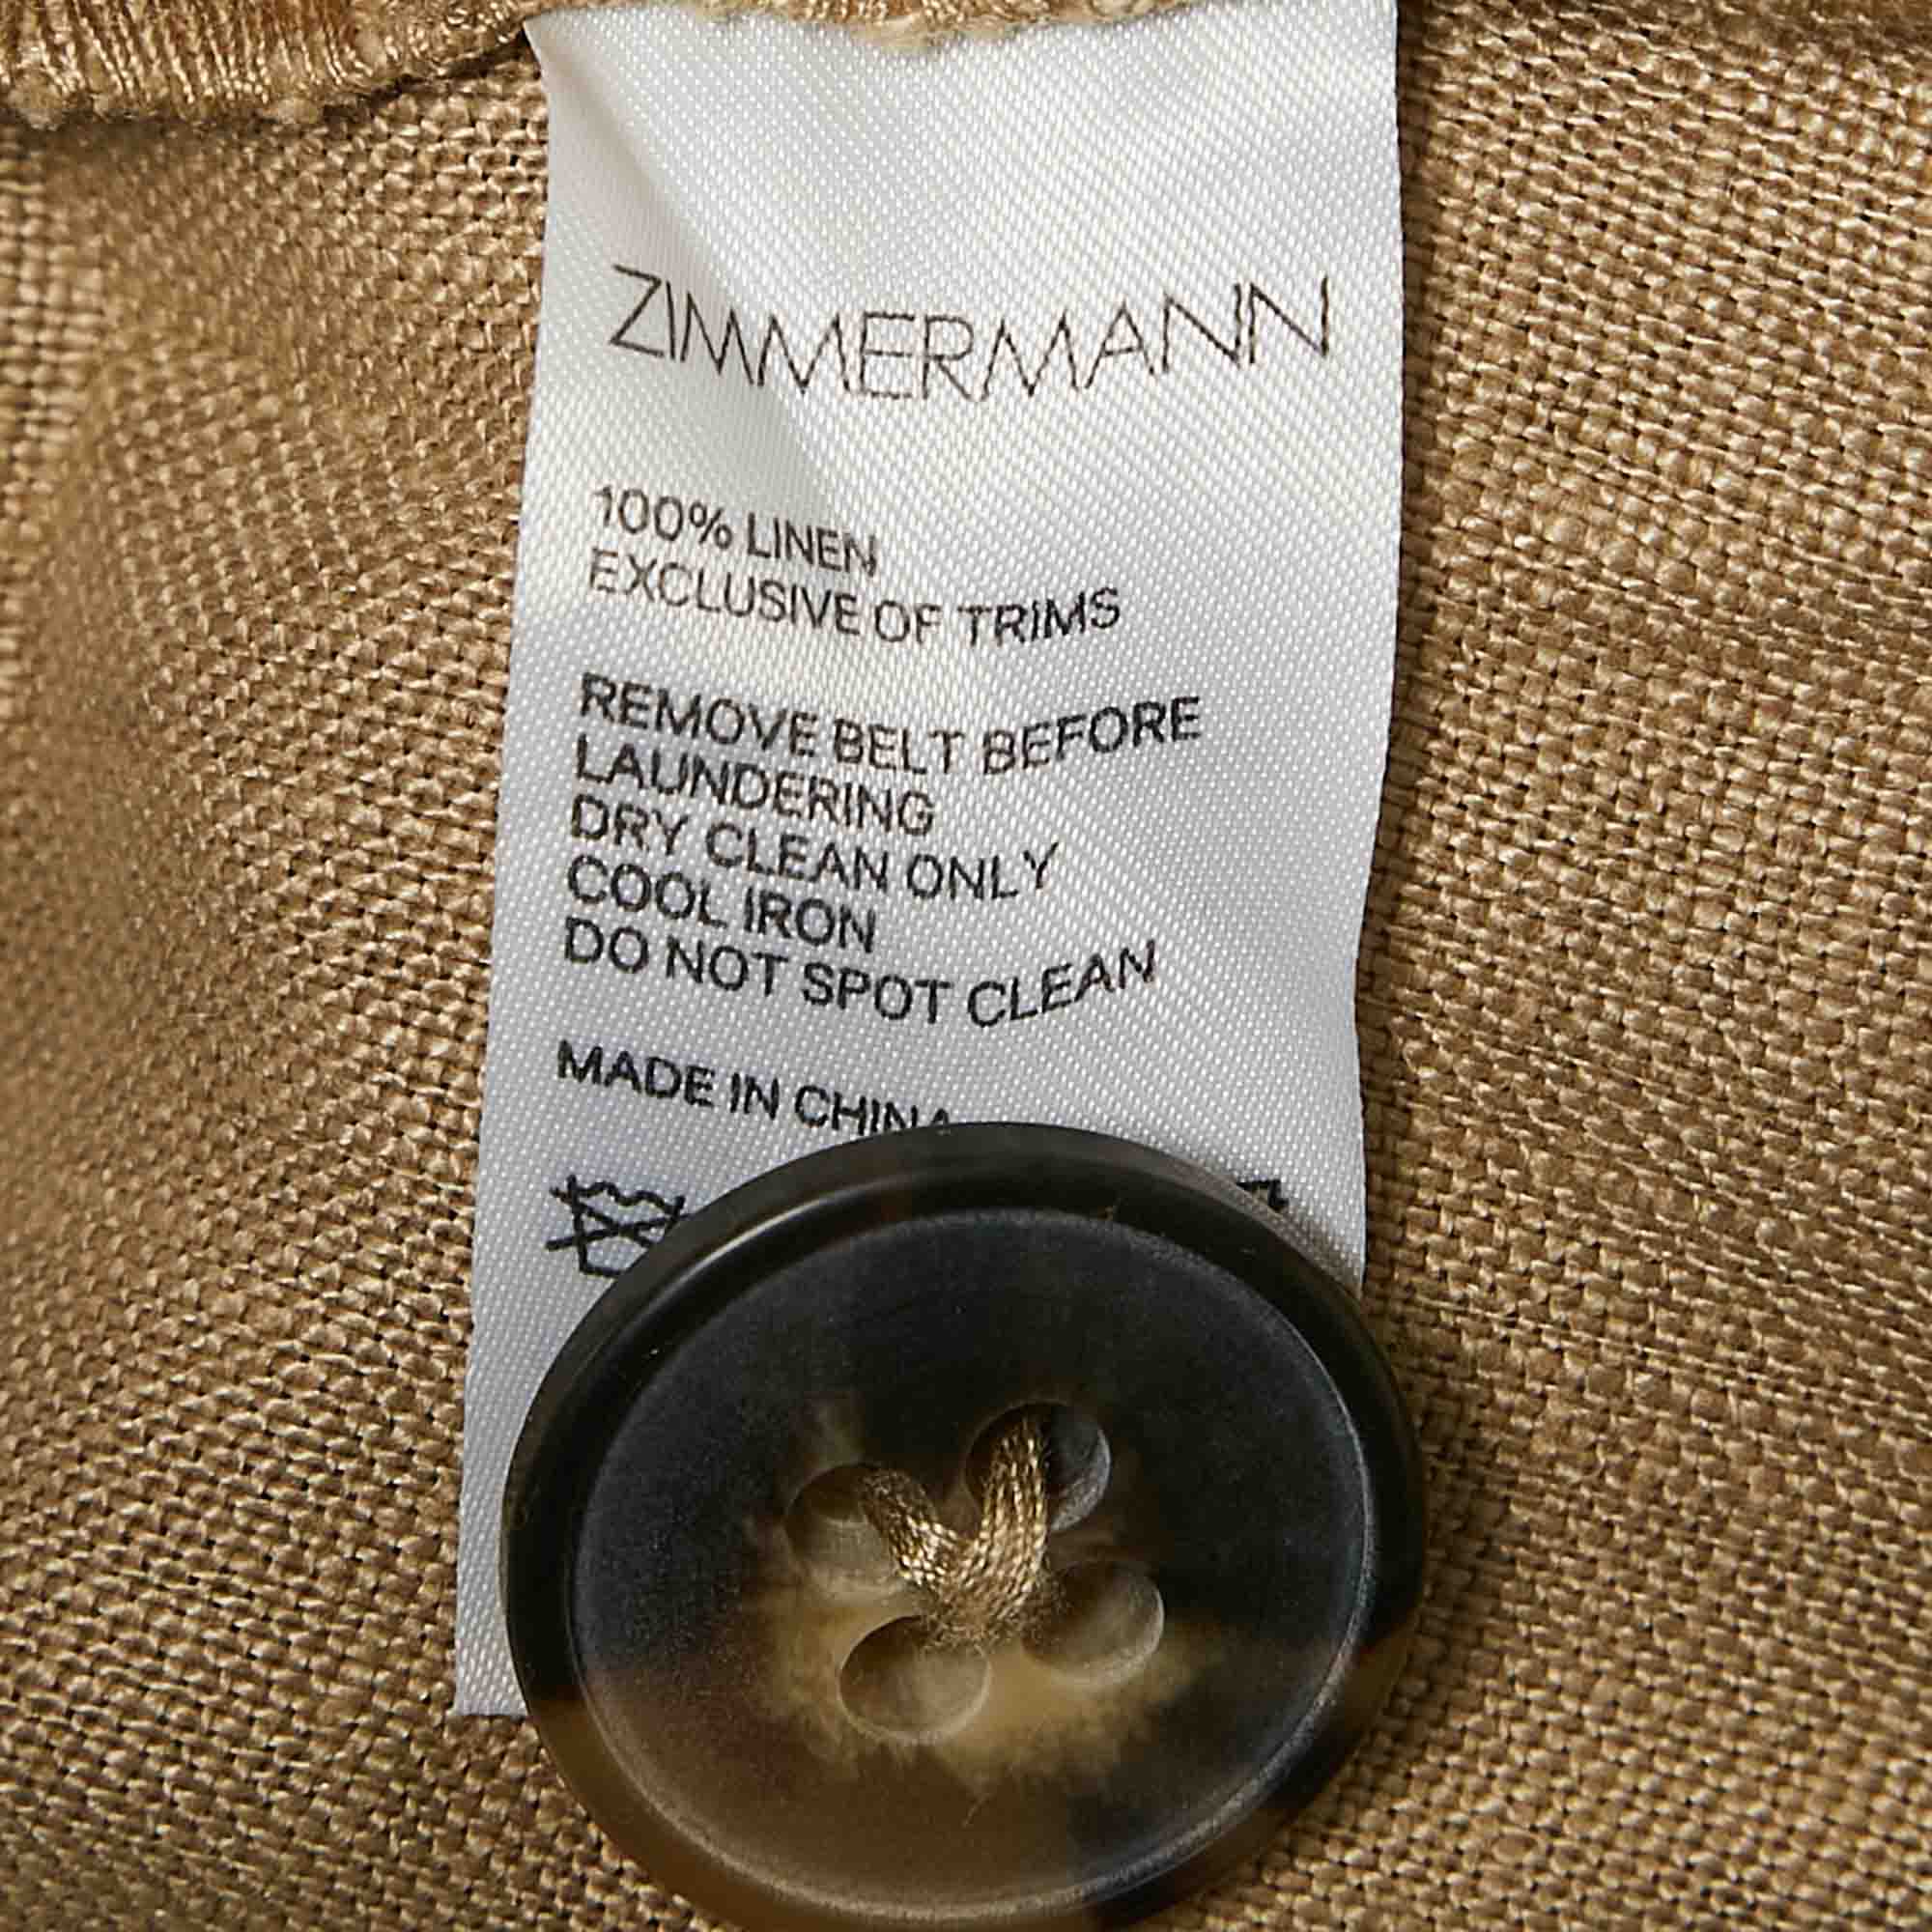 ZIMMERMANN
100% LINEN
EXCLUSIVE OF TRIMS
REMOVE BELT BEFORE
LAUNDERING
DRY CLEAN ONLY
COOL IRON
DO NOT SPOT CLEAN
MADE IN CHINA